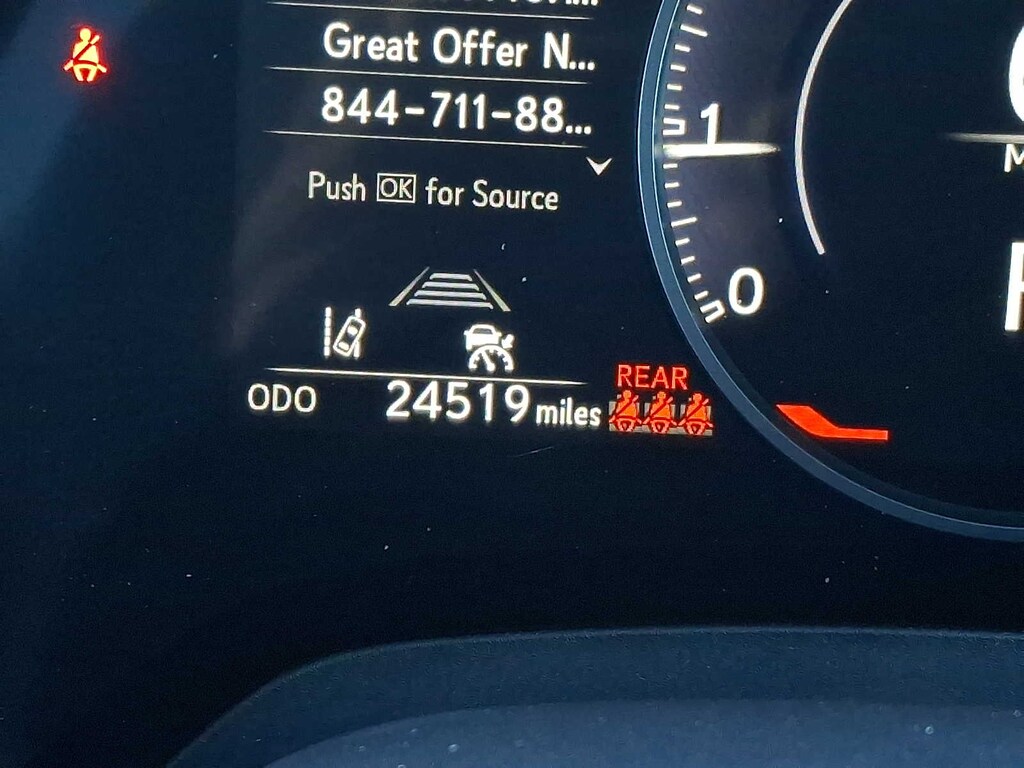 Great Offer N...
844-711-88...
Push OK for Source
1
0
ODO 24519 miles
REAR